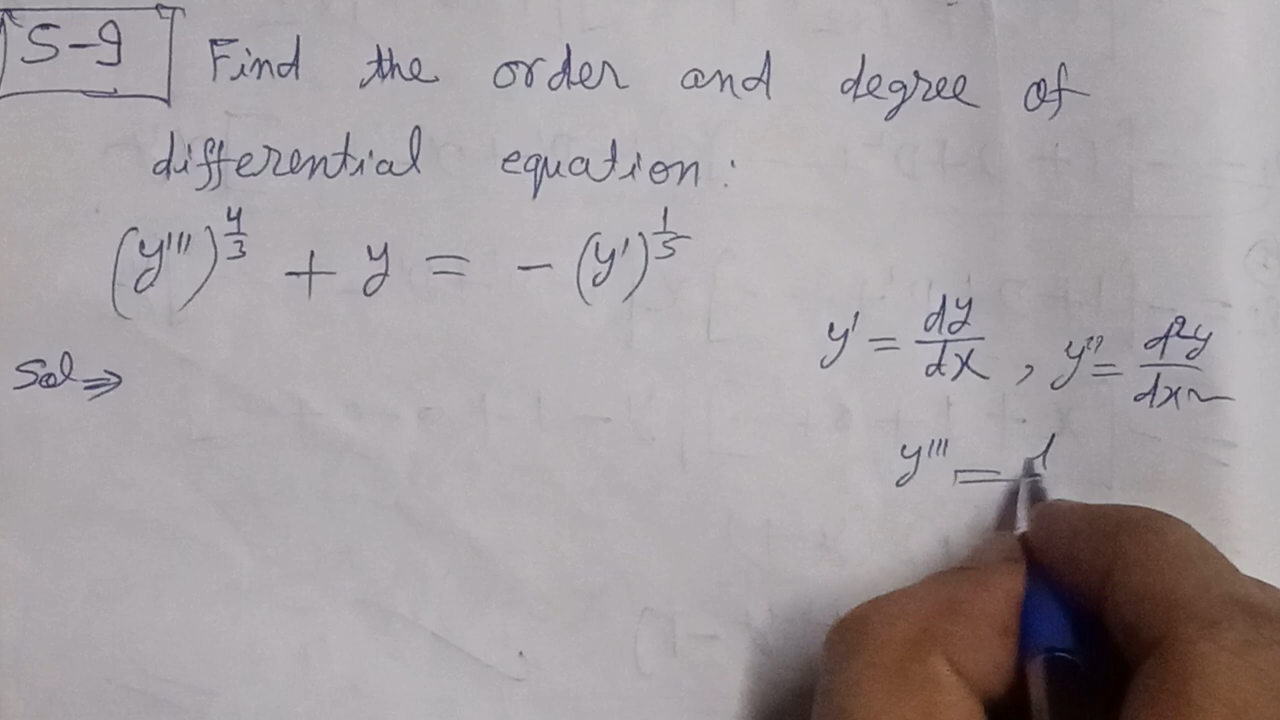 S-9 Find the order and degree of
differential equation:
(y''')^{4/3} + y = - (y')^{1/5}
Sol ⇒
y' = dy/dx , y'' = d²y/dx²
y''' = d